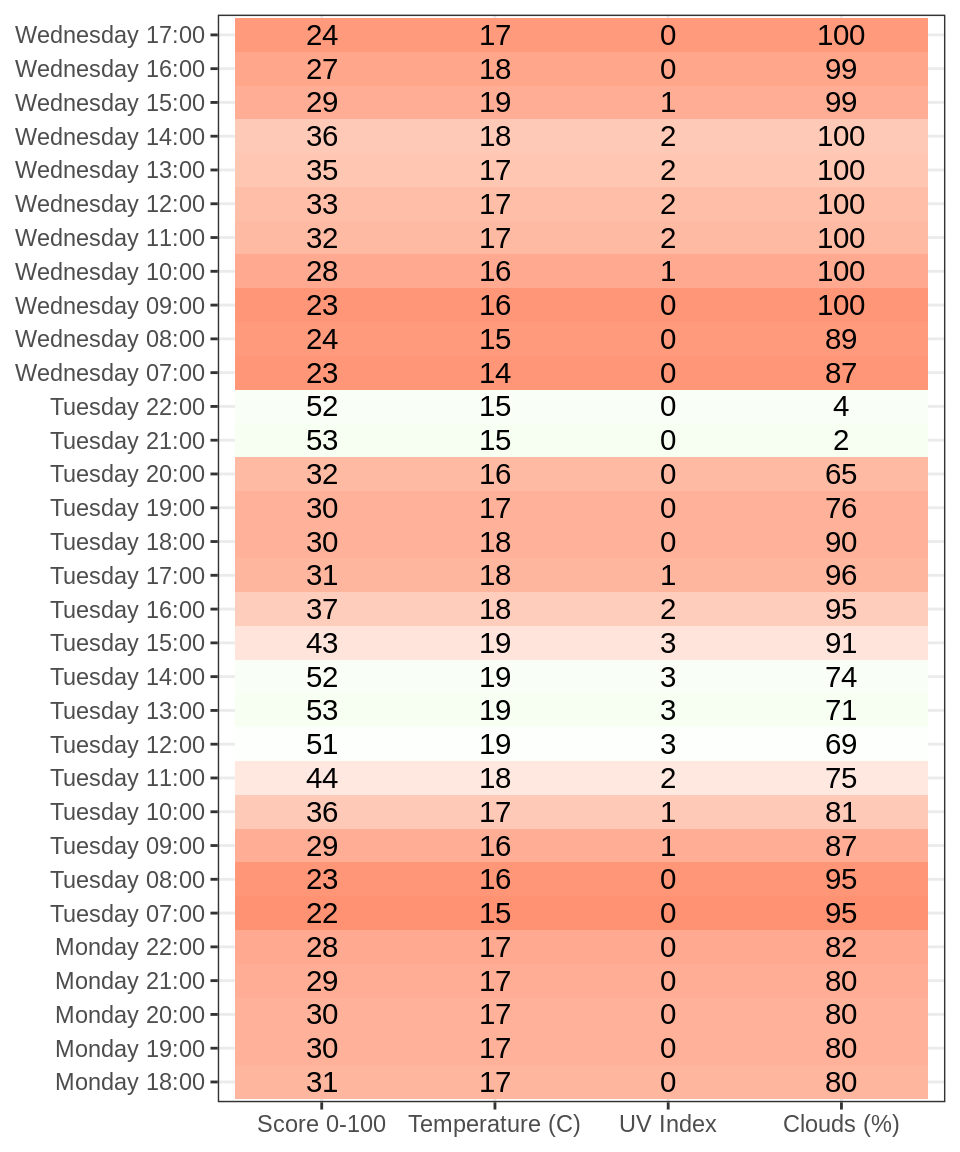 Wednesday 17:00 24 17 0 100
Wednesday 16:00 27 18 0 99
Wednesday 15:00 29 19 1 99
Wednesday 14:00 36 18 2 100
Wednesday 13:00 35 17 2 100
Wednesday 12:00 33 17 2 100
Wednesday 11:00 32 17 2 100
Wednesday 10:00 28 16 1 100
Wednesday 09:00 23 16 0 100
Wednesday 08:00 24 15 0 89
Wednesday 07:00 23 14 0 87
Tuesday 22:00 52 15 0 4
Tuesday 21:00 53 15 0 2
Tuesday 20:00 32 16 0 65
Tuesday 19:00 30 17 0 76
Tuesday 18:00 30 18 0 90
Tuesday 17:00 31 18 1 96
Tuesday 16:00 37 18 2 95
Tuesday 15:00 43 19 3 91
Tuesday 14:00 52 19 3 74
Tuesday 13:00 53 19 3 71
Tuesday 12:00 51 19 3 69
Tuesday 11:00 44 18 2 75
Tuesday 10:00 36 17 1 81
Tuesday 09:00 29 16 1 87
Tuesday 08:00 23 16 0 95
Tuesday 07:00 22 15 0 95
Monday 22:00 28 17 0 82
Monday 21:00 29 17 0 80
Monday 20:00 30 17 0 80
Monday 19:00 30 17 0 80
Monday 18:00 31 17 0 80
Score 0-100 Temperature (C) UV Index Clouds (%)